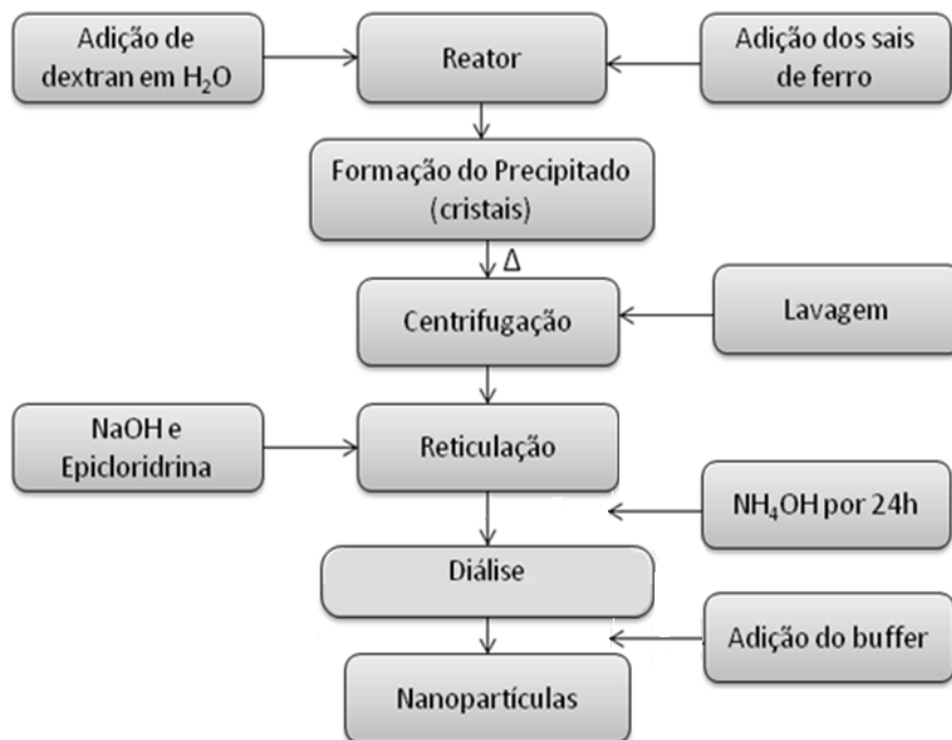 Adição de
dextran em H₂O
Reator
Adição dos sais
de ferro
Formação do Precipitado
(cristais)
Δ
Centrifugação
Lavagem
NaOH e
Epicloridrina
Reticulação
NH₄OH por 24h
Diálise
Adição do buffer
Nanopartículas